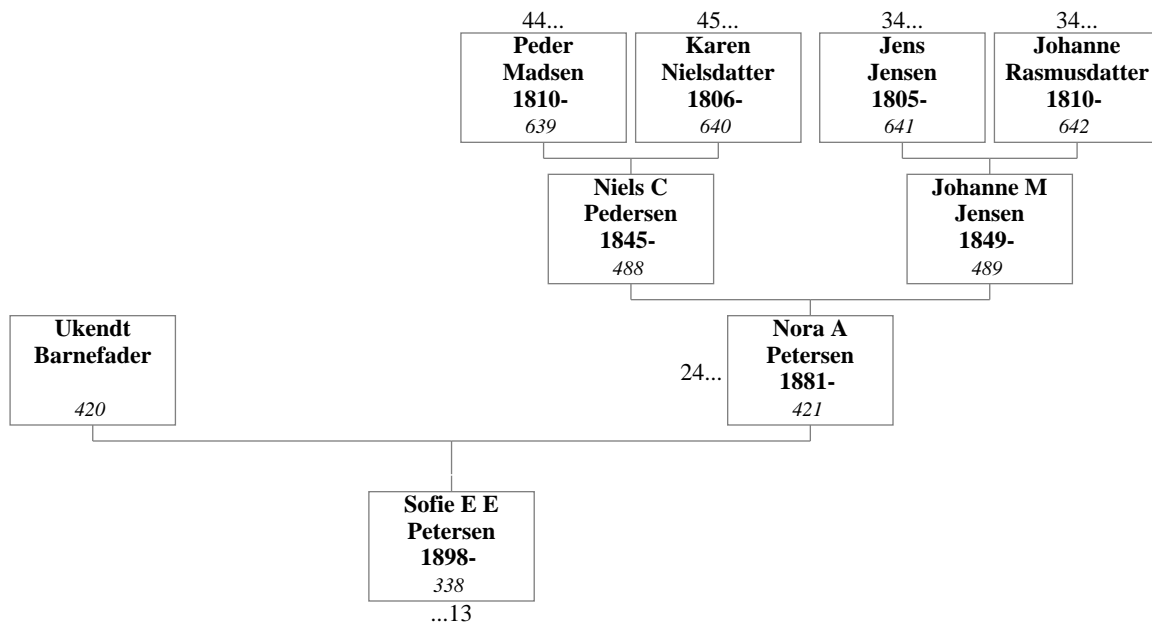 44...
Peder
Madsen
1810-
639
45...
Karen
Nielsdatter
1806-
640
34...
Jens
Jensen
1805-
641
34...
Johanne
Rasmusdatter
1810-
642
Niels C
Pedersen
1845-
488
Johanne M
Jensen
1849-
489
Ukendt
Barnefader
420
24...
Nora A
Petersen
1881-
421
Sofie E E
Petersen
1898-
338
...13